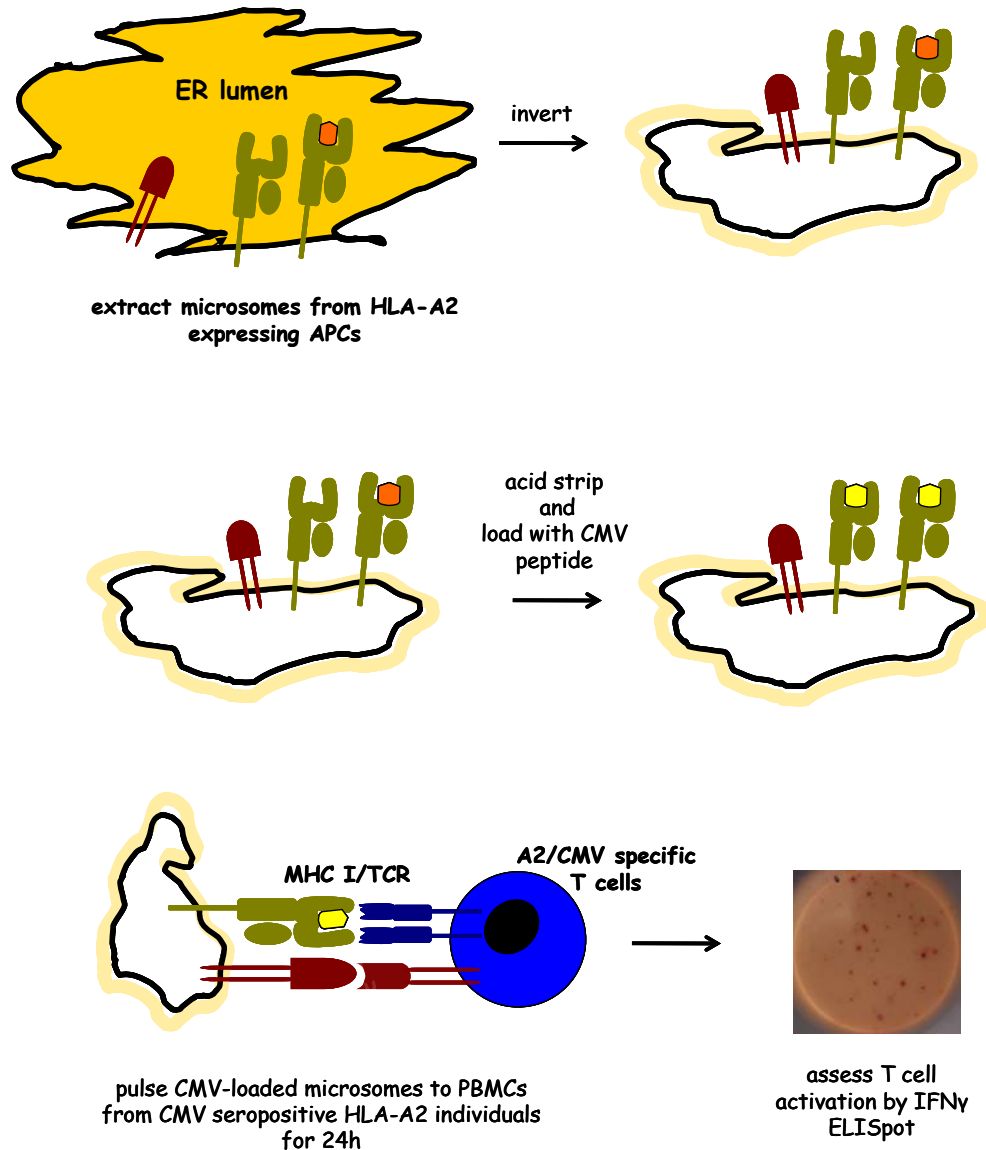 ER lumen
invert
extract microsomes from HLA-A2
expressing APCs
acid strip
and
load with CMV
peptide
MHC I/TCR
A2/CMV specific
T cells
pulse CMV-loaded microsomes to PBMCs
from CMV seropositive HLA-A2 individuals
for 24h
assess T cell
activation by IFNγ
ELISpot